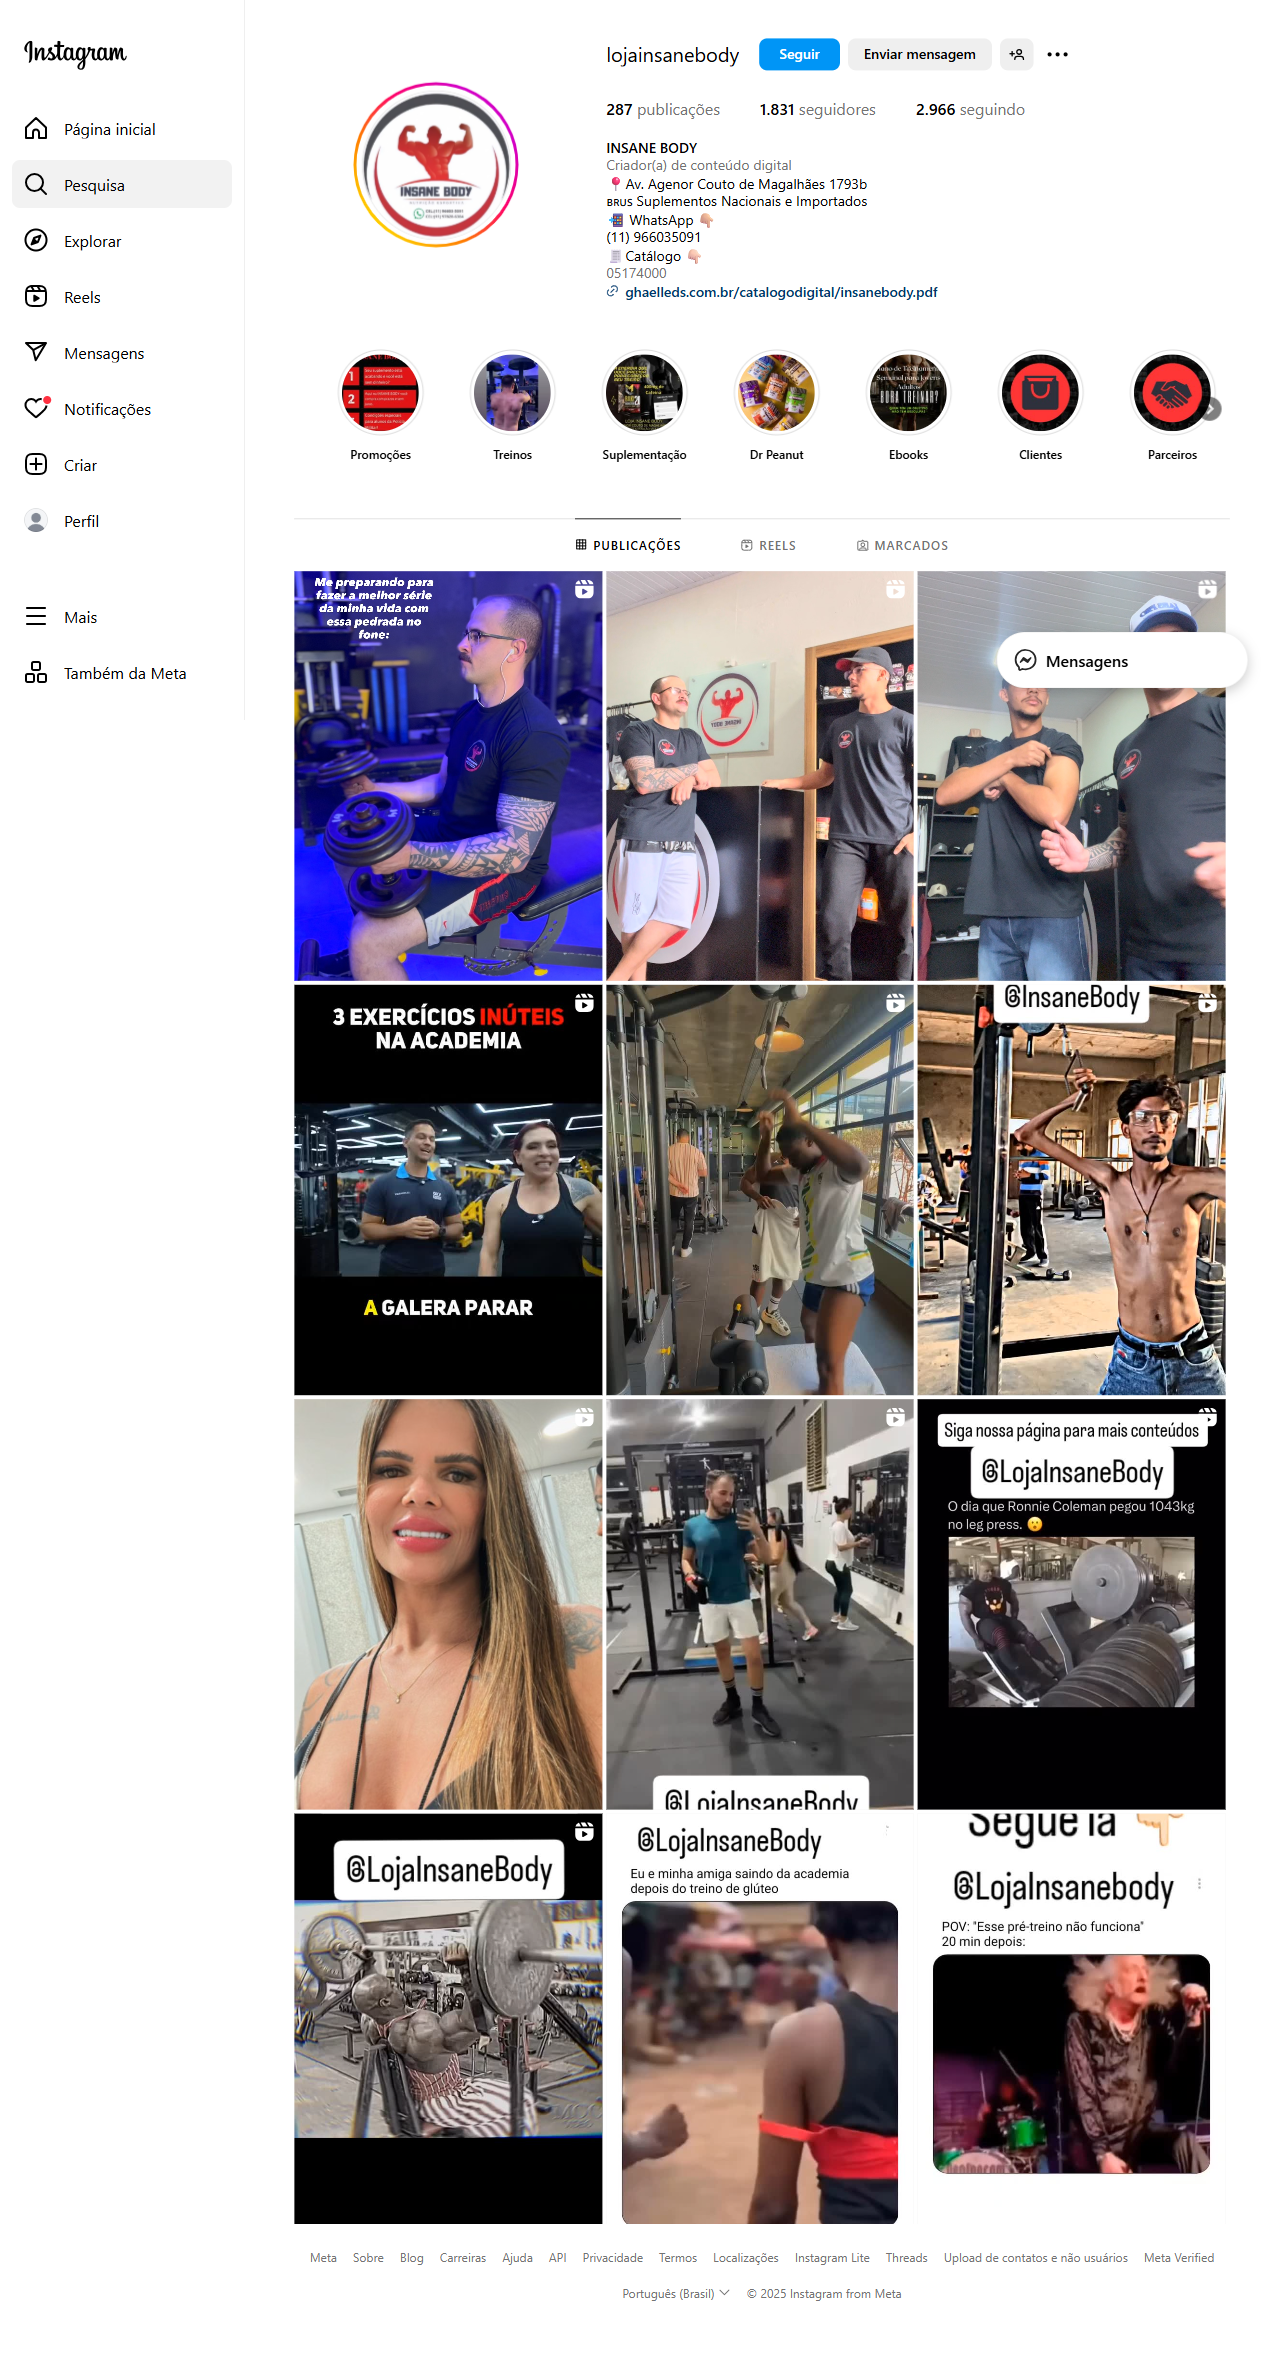 Instagram
Página inicial
Pesquisa
Explorar
Reels
Mensagens
Notificações
Criar
Perfil
Mais
Também da Meta
lojainsanebody
Seguir
Enviar mensagem
287 publicações
1.831 seguidores
2.966 seguindo
INSANE BODY
INSANE BODY
Criador(a) de conteúdo digital
📍Av. Agenor Couto de Magalhães 1793b
ʙʀᴜs Suplementos Nacionais e Importados
📲 WhatsApp 👇🏼
(11) 966035091
🧾Catálogo 👇🏼
05174000
ghaelleds.com.br/catalogodigital/insanebody.pdf
1
2
BORA TREINAR?
Promoções
Treinos
Suplementação
Dr Peanut
Ebooks
Clientes
Parceiros
PUBLICAÇÕES
REELS
MARCADOS
Me preparando para
fazer a melhor série
da minha vida com
essa pedrada no
fone:
Mensagens
3 EXERCÍCIOS INÚTEIS
NA ACADEMIA
A GALERA PARAR
@InsaneBody
@LojaInsaneBody
Siga nossa página para mais conteúdos
@LojaInsaneBody
O dia que Ronnie Coleman pegou 1043kg
no leg press. 😮
@LojaInsaneBody
@LojaInsaneBody
Eu e minha amiga saindo da academia
depois do treino de glúteo
Segue lá 👇🏻
@LojaInsanebody
POV: "Esse pré-treino não funciona"
20 min depois:
Meta
Sobre
Blog
Carreiras
Ajuda
API
Privacidade
Termos
Localizações
Instagram Lite
Threads
Upload de contatos e não usuários
Meta Verified
Português (Brasil)
© 2025 Instagram from Meta